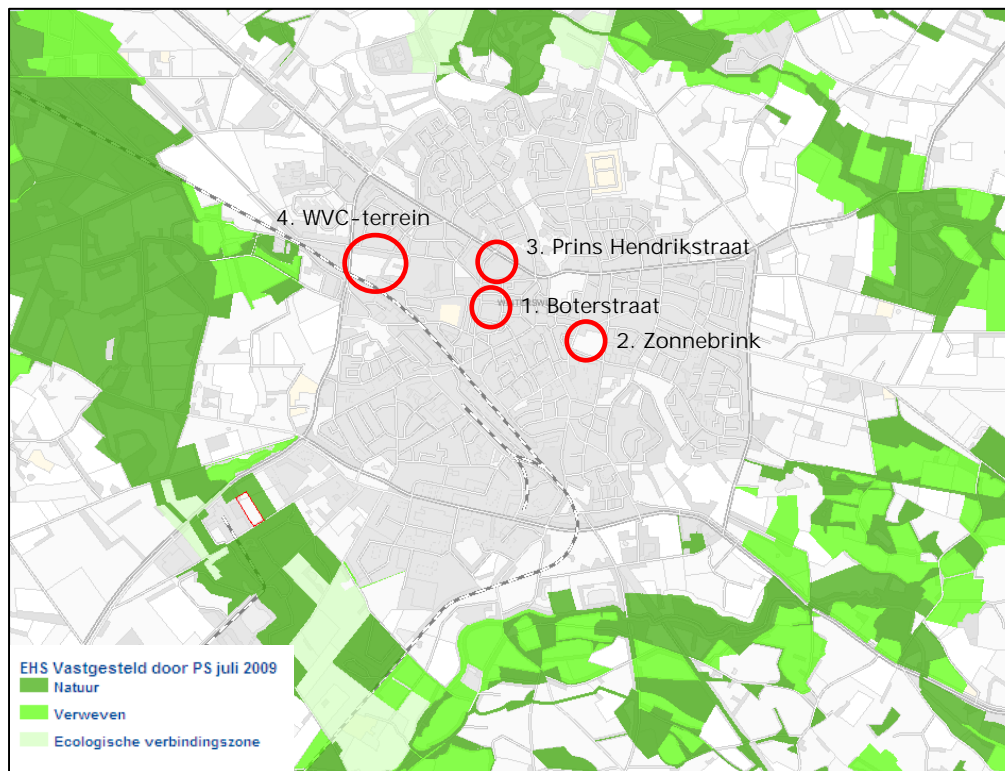 4. WVC-terrein
3. Prins Hendrikstraat
1. Boterstraat
2. Zonnebrink
EHS Vastgesteld door PS juli 2009
Natuur
Verweven
Ecologische verbindingszone